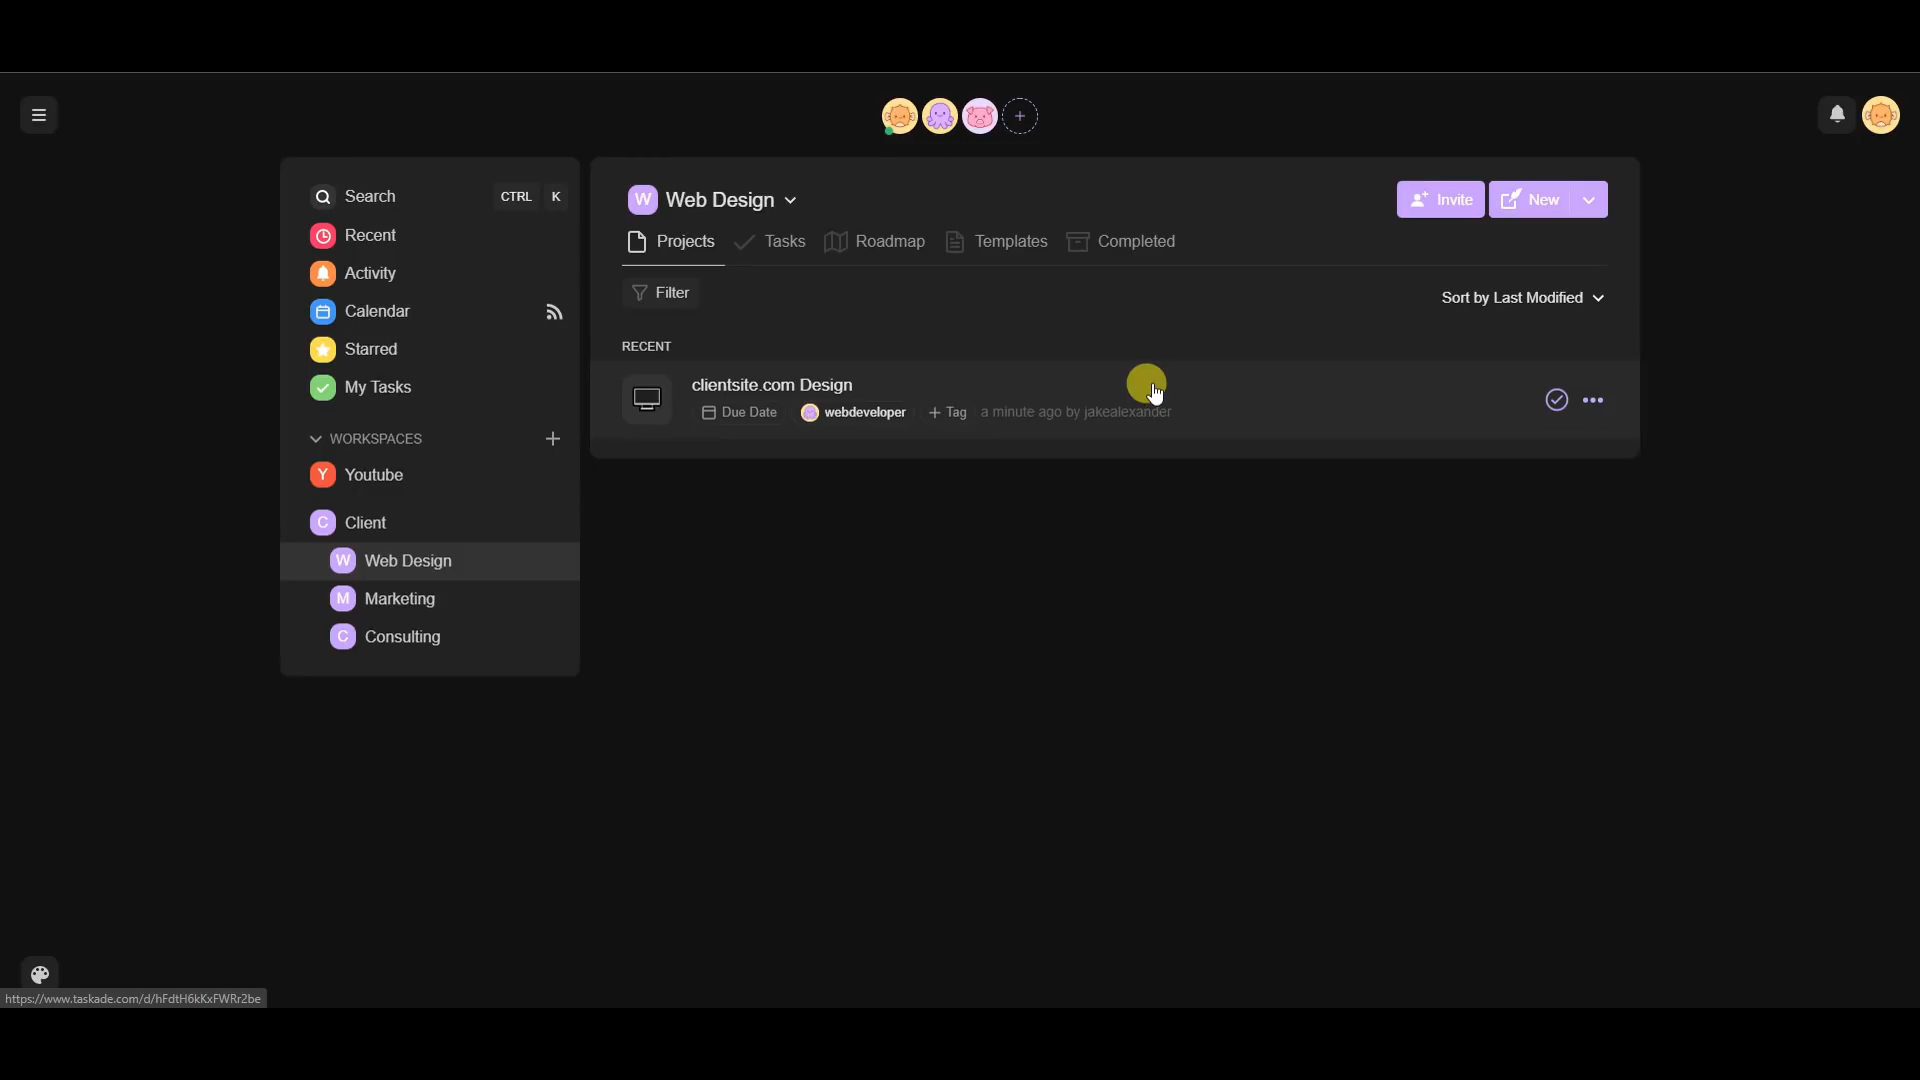 Search CTRL K
Recent
Activity
Calendar
Starred
My Tasks
WORKSPACES
Y Youtube
C Client
W Web Design
M Marketing
C Consulting
W Web Design
Invite New
Projects Tasks Roadmap Templates Completed
Filter
Sort by Last Modified
RECENT
clientsite.com Design
Due Date webdeveloper + Tag a minute ago by jakealexander
https://www.taskade.com/d/hFdtH6kKxFWRr2be